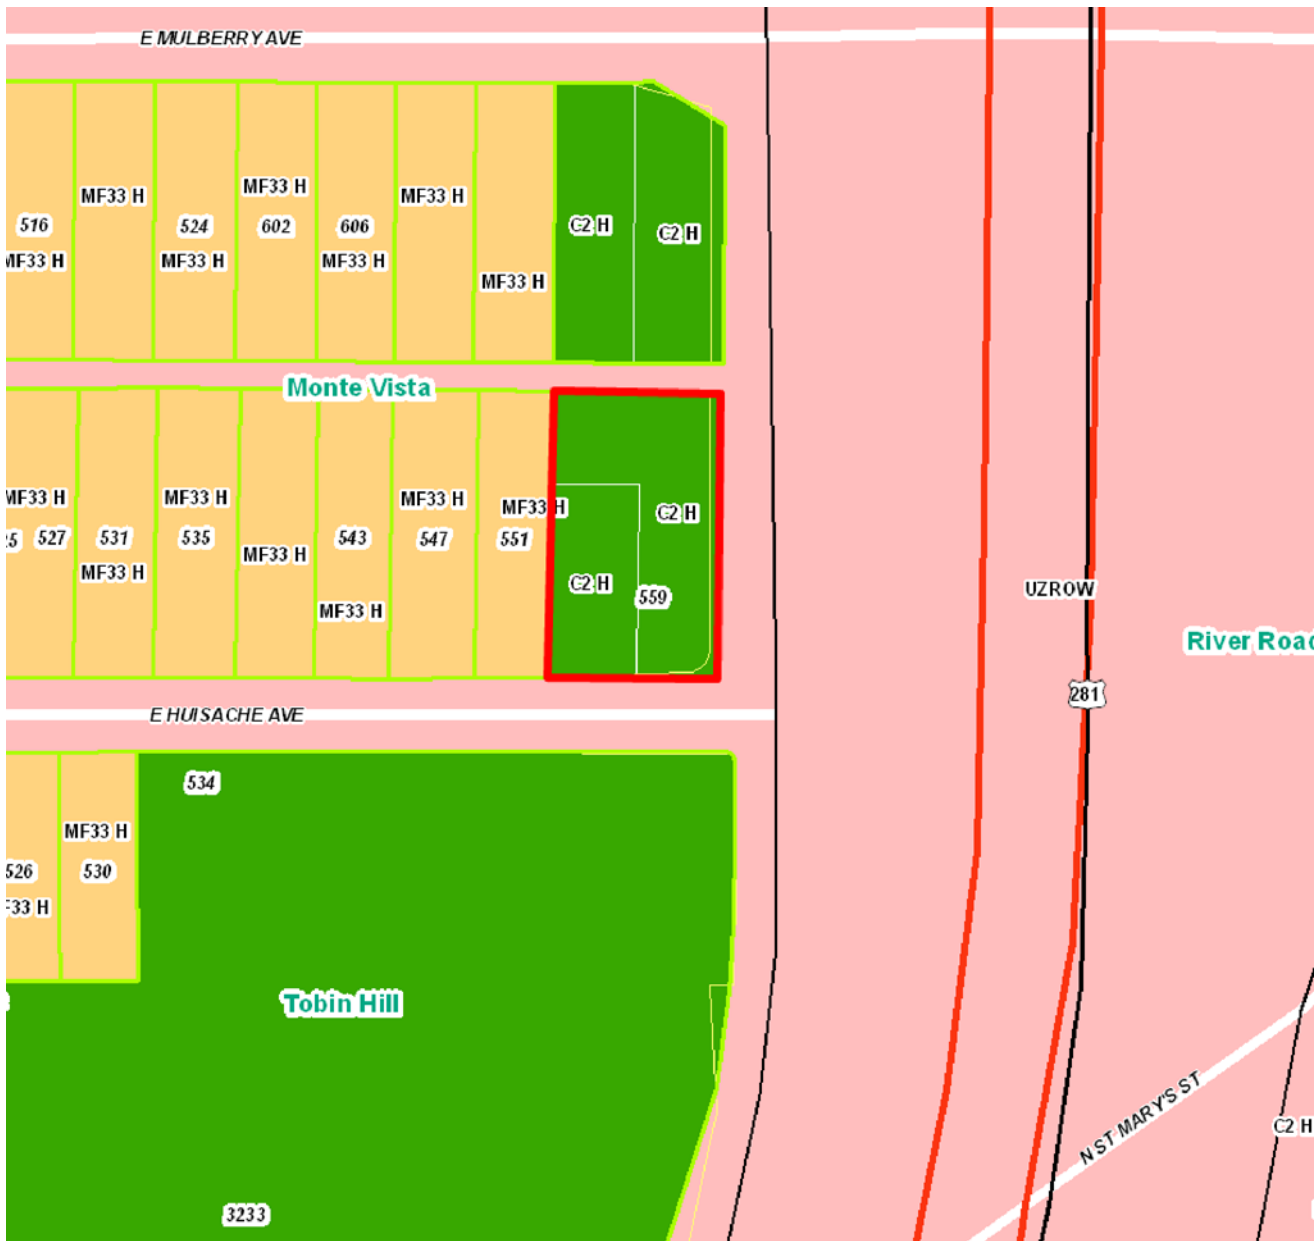 E MULBERRY AVE
MF33 H
MF33 H
MF33 H
516
524
602
606
C2 H
C2 H
MF33 H
MF33 H
MF33 H
MF33 H
Monte Vista
MF33 H
MF33 H
MF33 H
MF33 H
C2 H
527
531
535
543
547
551
MF33 H
MF33 H
C2 H
UZROW
559
MF33 H
River Road
281
E HUISACHE AVE
534
MF33 H
526
530
F33 H
Tobin Hill
N ST MARY'S ST
C2 H
3233